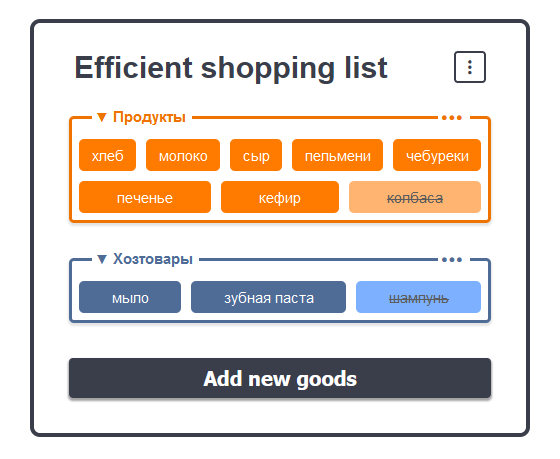 Efficient shopping list
▼ Продукты
хлеб молоко сыр пельмени чебуреки
печенье кефир колбаса
▼ Хозтовары
мыло зубная паста шампунь
Add new goods